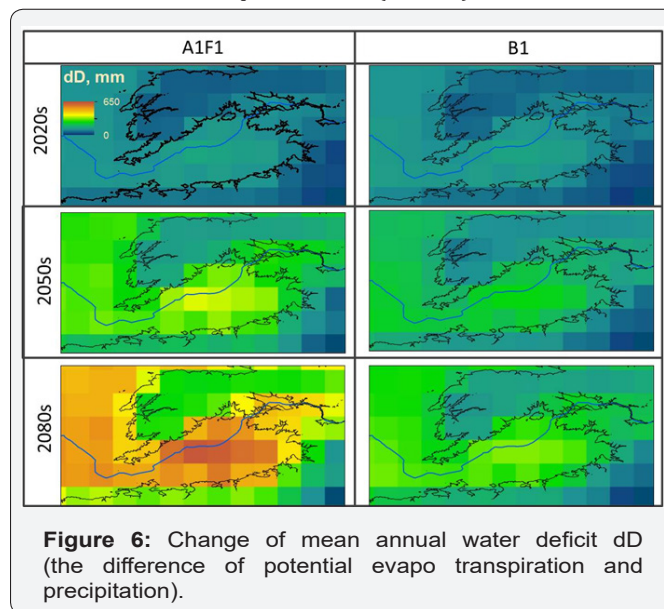 A1F1
B1
dD, mm
650
0
2020s
2050s
2080s
Figure 6: Change of mean annual water deficit dD
(the difference of potential evapo transpiration and
precipitation).